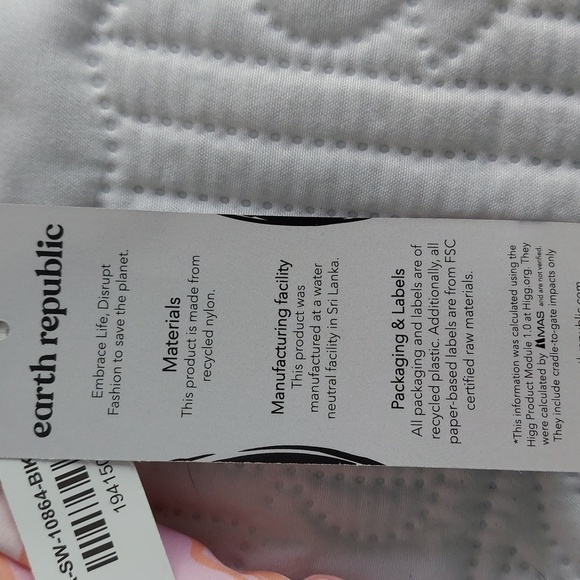 earth republic
Embrace Life, Disrupt
Fashion to save the planet.
Materials
This product is made from
recycled nylon.
Manufacturing facility
This product was
manufactured at a water
neutral facility in Sri Lanka.
Packaging & Labels
All packaging and labels are of
recycled plastic. Additionally, all
paper-based labels are from FSC
certified raw materials.
*This information was calculated using the
Higg Product Module 1.0 at Higg.org. They
were calculated by MAS and are not verified.
They include cradle-to-gate impacts only
-SW-10864-BIK
19415